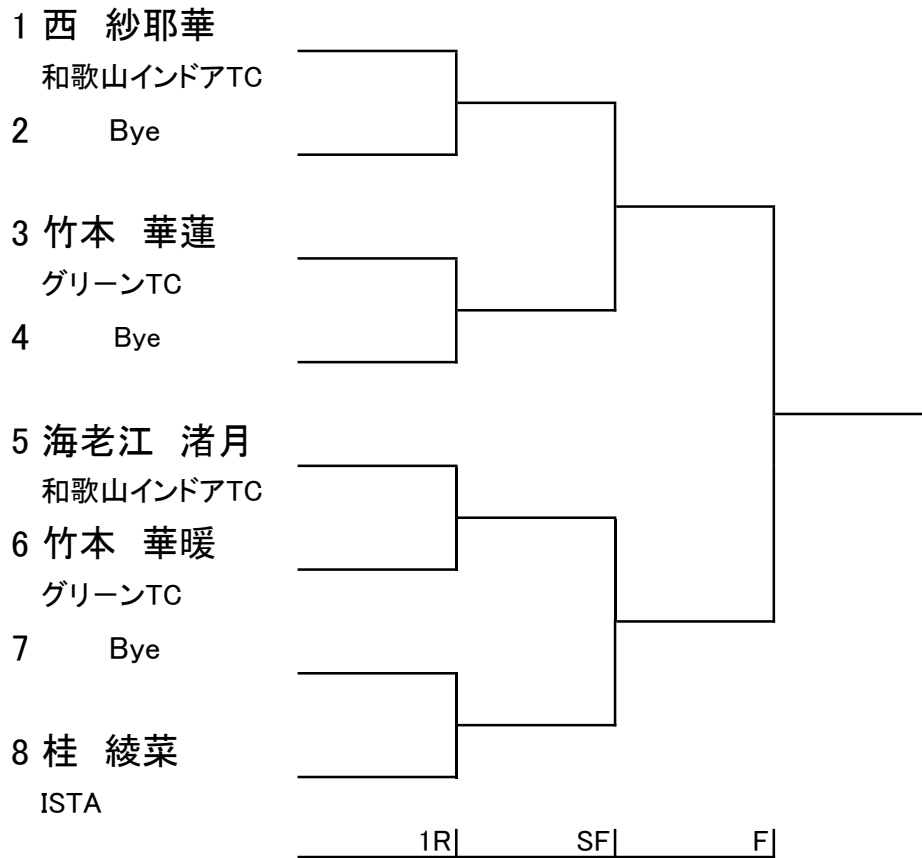 1 西　紗耶華
和歌山インドアTC
2 Bye
3 竹本　華蓮
グリーンTC
4 Bye
5 海老江　渚月
和歌山インドアTC
6 竹本　華暖
グリーンTC
7 Bye
8 桂　綾菜
ISTA
1R SF F